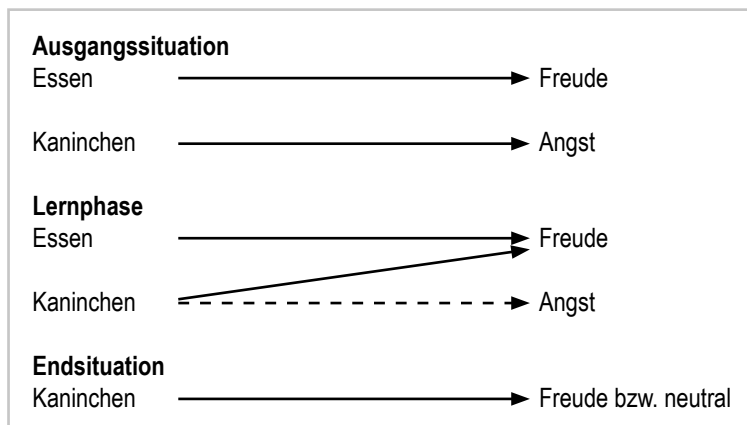 Ausgangssituation
Essen Freude
Kaninchen Angst
Lernphase
Essen Freude
Kaninchen Angst
Endsituation
Kaninchen Freude bzw. neutral